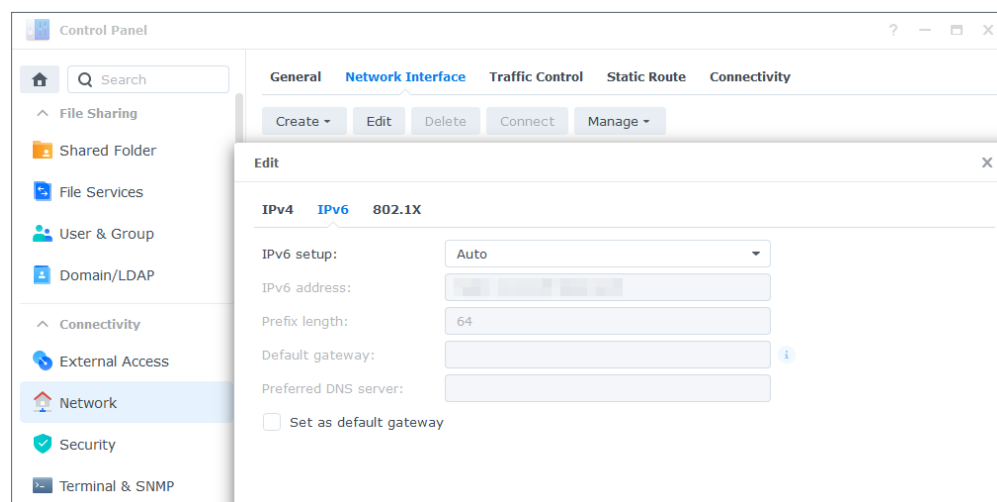 Control Panel
?
Search
General Network Interface Traffic Control Static Route Connectivity
File Sharing
Create Edit Delete Connect Manage
Shared Folder
Edit
File Services
IPv4 IPv6 802.1X
User & Group
IPv6 setup: Auto
Domain/LDAP
IPv6 address:
Prefix length: 64
Connectivity
Default gateway: i
External Access
Preferred DNS server:
Network
Set as default gateway
Security
Terminal & SNMP